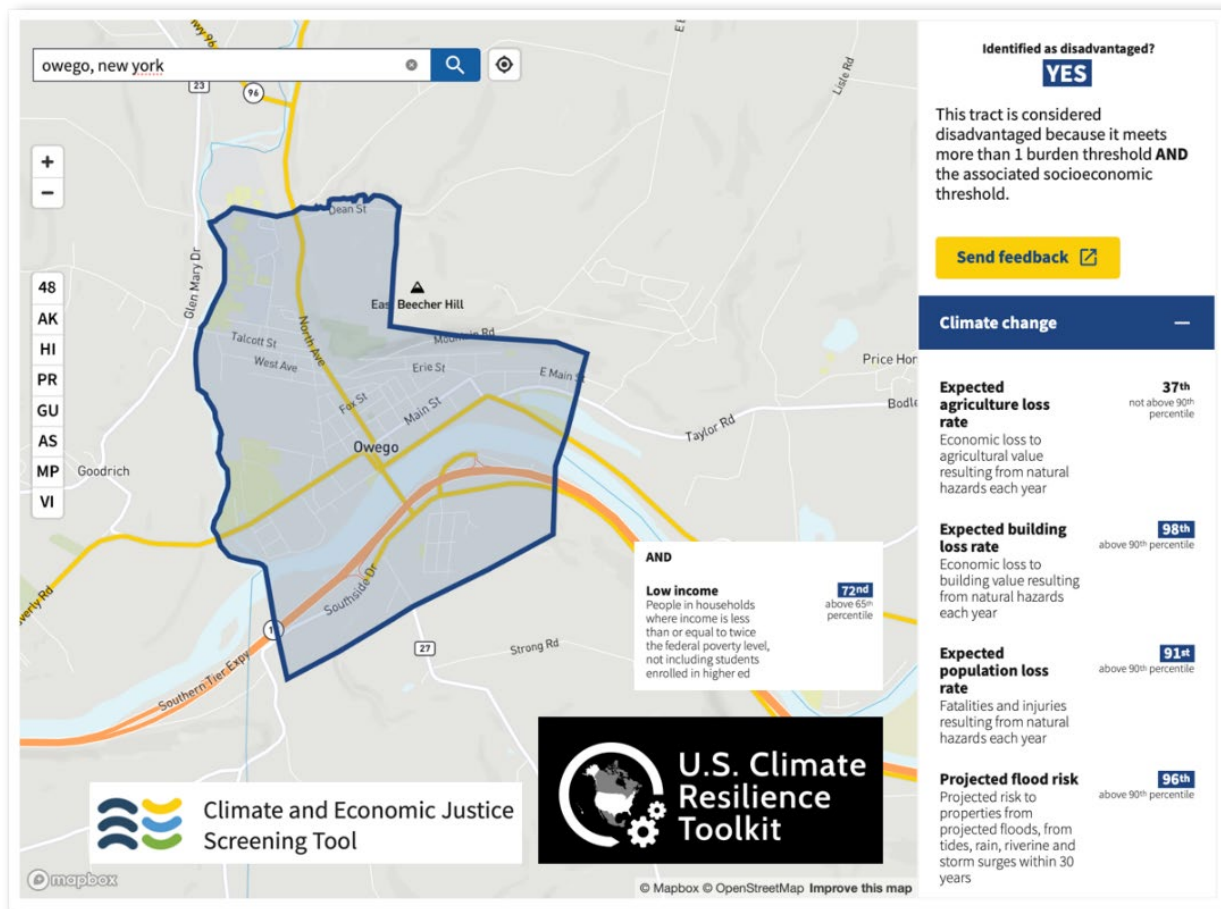 owego, new york
Hwy 96
96
23
E B
Lisle Rd
+
−
48
AK
HI
PR
GU
AS
MP
VI
Glen Mary Dr
Dean St
East Beecher Hill
Mountain Rd
Talcott St
North Ave
West Ave
Erie St
E Main St
Fox St
Main St
Owego
Taylor Rd
Price Hor
Bodle
Goodrich
Southside Dr
Southern Tier Expy
27
Strong Rd
AND
Low income
People in households
where income is less
than or equal to twice
the federal poverty level,
not including students
enrolled in higher ed
72nd
above 65th
percentile
Climate and Economic Justice
Screening Tool
U.S. Climate
Resilience
Toolkit
mapbox
© Mapbox © OpenStreetMap Improve this map
Identified as disadvantaged?
YES
This tract is considered
disadvantaged because it meets
more than 1 burden threshold AND
the associated socioeconomic
threshold.
Send feedback
Climate change
Expected
agriculture loss
rate
Economic loss to
agricultural value
resulting from natural
hazards each year
37th
not above 90th
percentile
Expected building
loss rate
Economic loss to
building value resulting
from natural hazards
each year
98th
above 90th percentile
Expected
population loss
rate
Fatalities and injuries
resulting from natural
hazards each year
91st
above 90th percentile
Projected flood risk
Projected risk to
properties from
projected floods, from
tides, rain, riverine and
storm surges within 30
years
96th
above 90th percentile